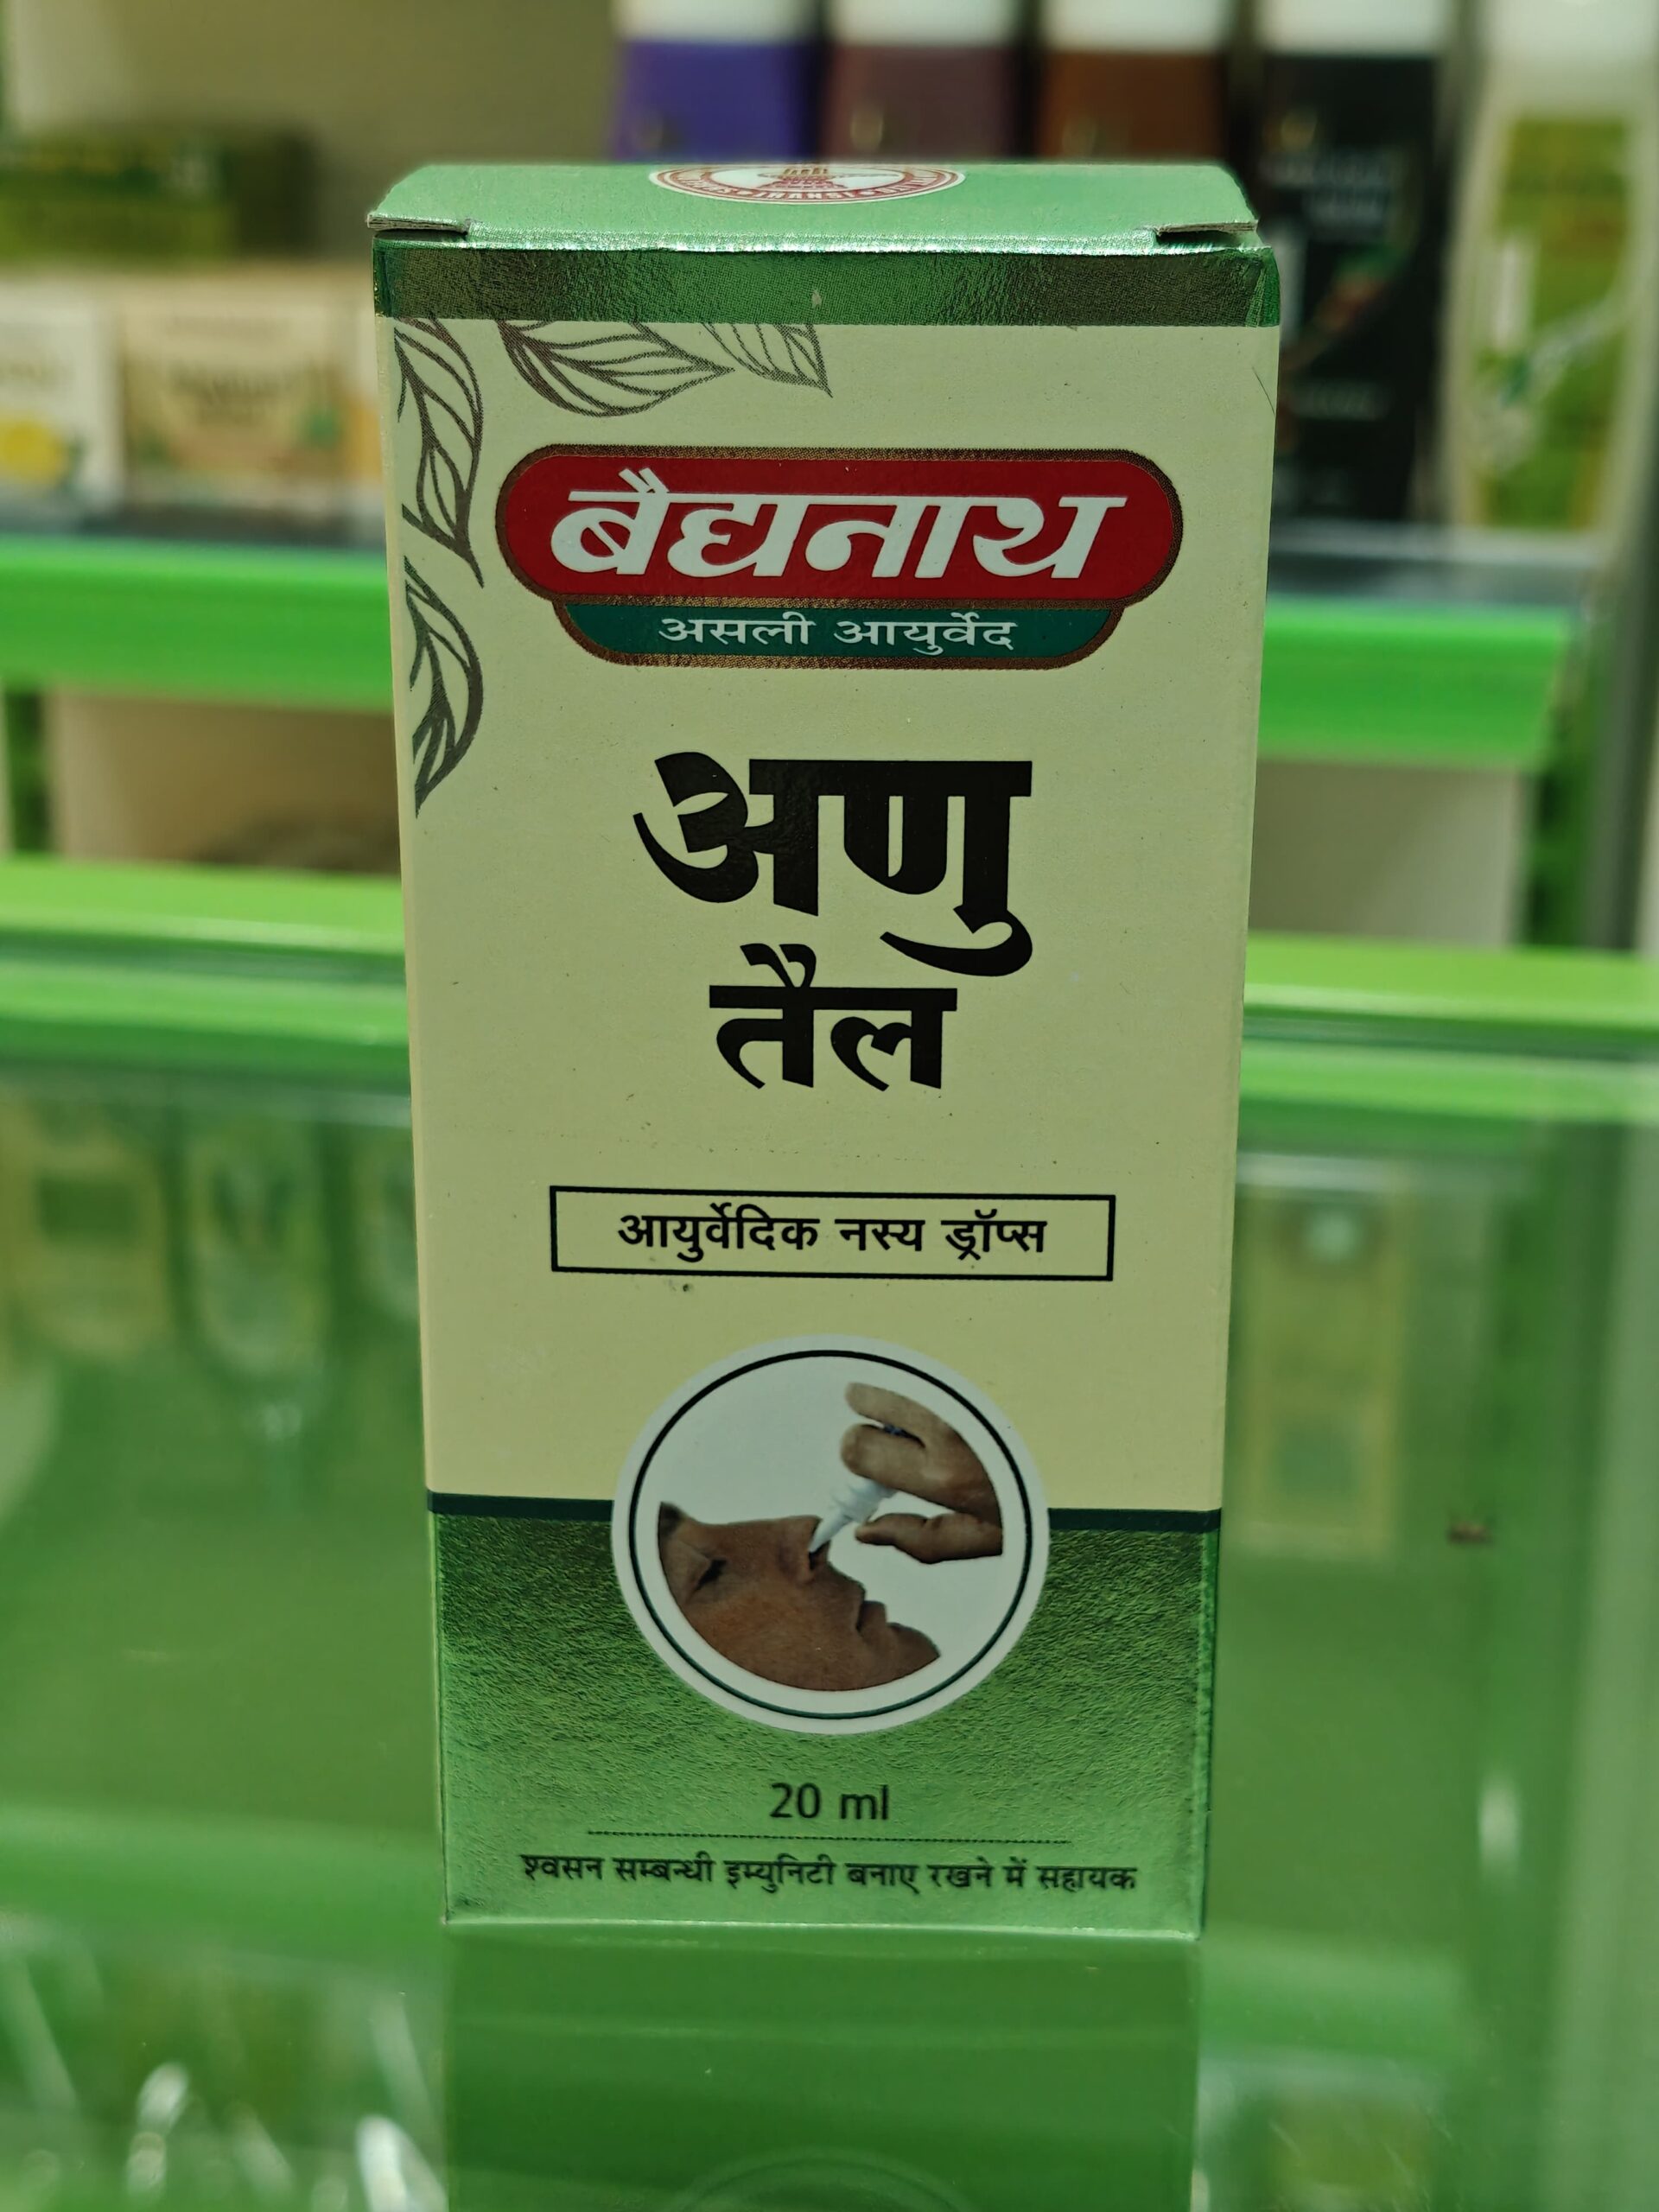 बैद्यनाथ
असली आयुर्वेद
अणु
तैल
आयुर्वेदिक नस्य ड्रॉप्स
20 ml
श्वसन सम्बन्धी इम्युनिटी बनाए रखने में सहायक